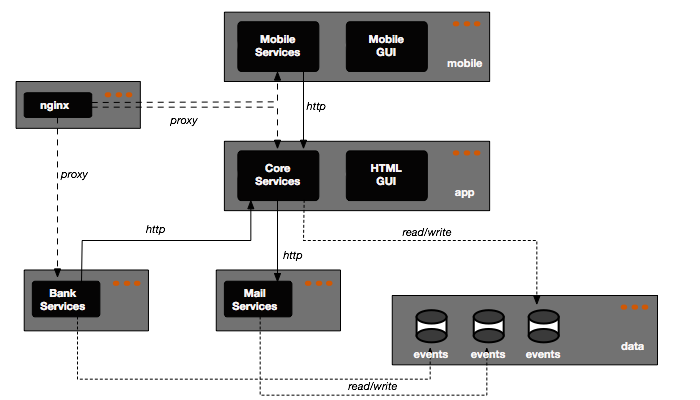 Mobile
Services
Mobile
GUI
mobile
nginx
proxy
http
Core
Services
HTML
GUI
app
proxy
http
http
read/write
Bank
Services
Mail
Services
events
events
events
data
read/write